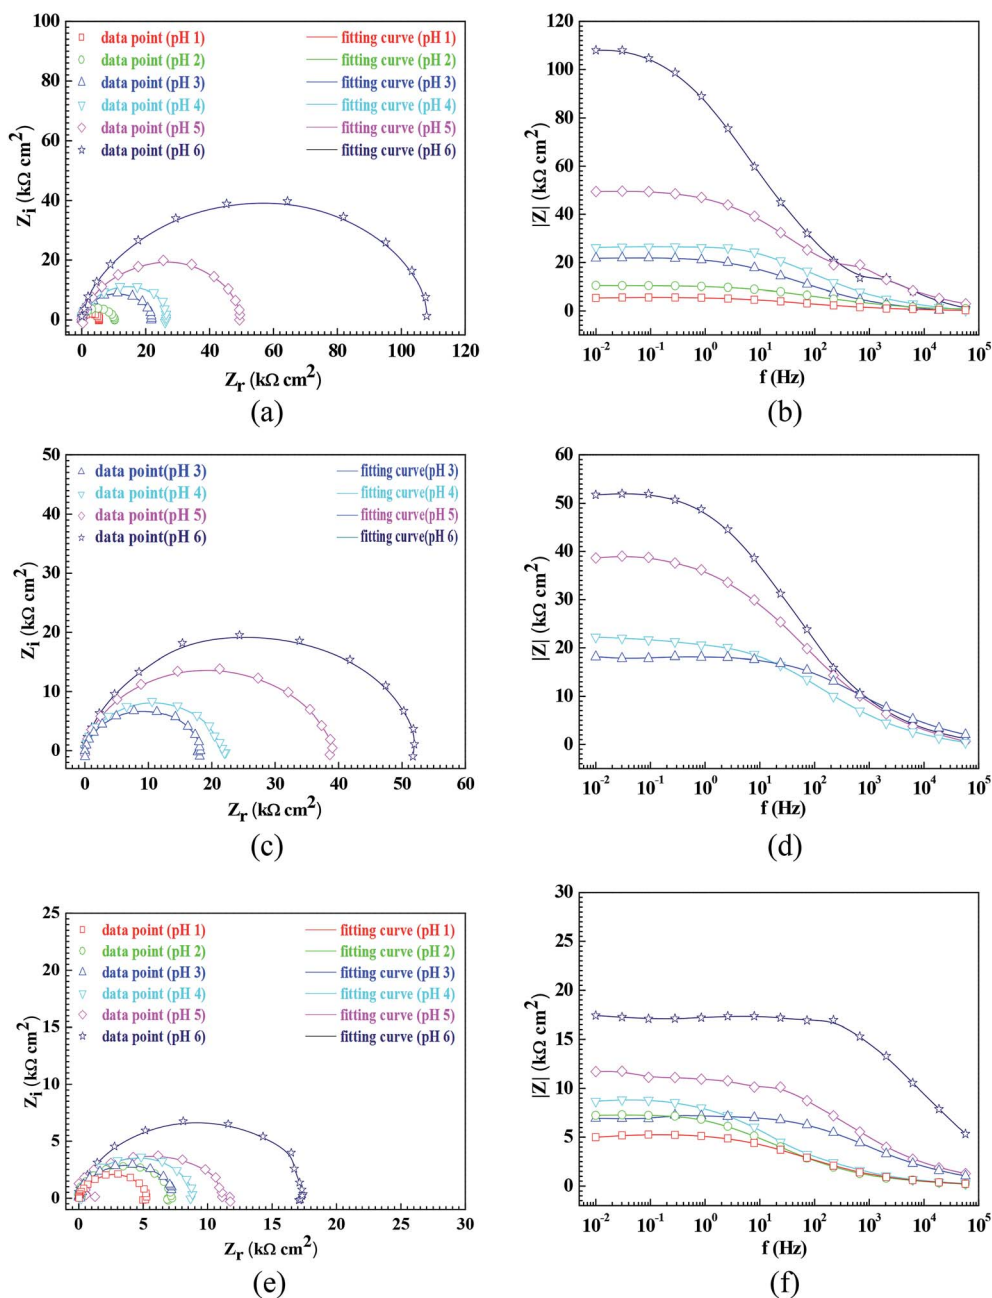 100
80
60
40
20
0
Z_i (kΩ cm²)
data point (pH 1)
data point (pH 2)
data point (pH 3)
data point (pH 4)
data point (pH 5)
data point (pH 6)
fitting curve (pH 1)
fitting curve (pH 2)
fitting curve (pH 3)
fitting curve (pH 4)
fitting curve (pH 5)
fitting curve (pH 6)
0 20 40 60 80 100 120
Z_r (kΩ cm²)
(a)
120
100
80
60
40
20
0
|Z| (kΩ cm²)
10⁻² 10⁻¹ 10⁰ 10¹ 10² 10³ 10⁴ 10⁵
f (Hz)
(b)
50
40
30
20
10
0
Z_i (kΩ cm²)
data point(pH 3)
data point(pH 4)
data point(pH 5)
data point(pH 6)
fitting curve(pH 3)
fitting curve(pH 4)
fitting curve(pH 5)
fitting curve(pH 6)
0 10 20 30 40 50 60
Z_r (kΩ cm²)
(c)
60
50
40
30
20
10
0
|Z| (kΩ cm²)
10⁻² 10⁻¹ 10⁰ 10¹ 10² 10³ 10⁴ 10⁵
f (Hz)
(d)
25
20
15
10
5
0
Z_i (kΩ cm²)
data point (pH 1)
data point (pH 2)
data point (pH 3)
data point (pH 4)
data point (pH 5)
data point (pH 6)
fitting curve (pH 1)
fitting curve (pH 2)
fitting curve (pH 3)
fitting curve (pH 4)
fitting curve (pH 5)
fitting curve (pH 6)
0 5 10 15 20 25 30
Z_r (kΩ cm²)
(e)
30
25
20
15
10
5
0
|Z| (kΩ cm²)
10⁻² 10⁻¹ 10⁰ 10¹ 10² 10³ 10⁴ 10⁵
f (Hz)
(f)